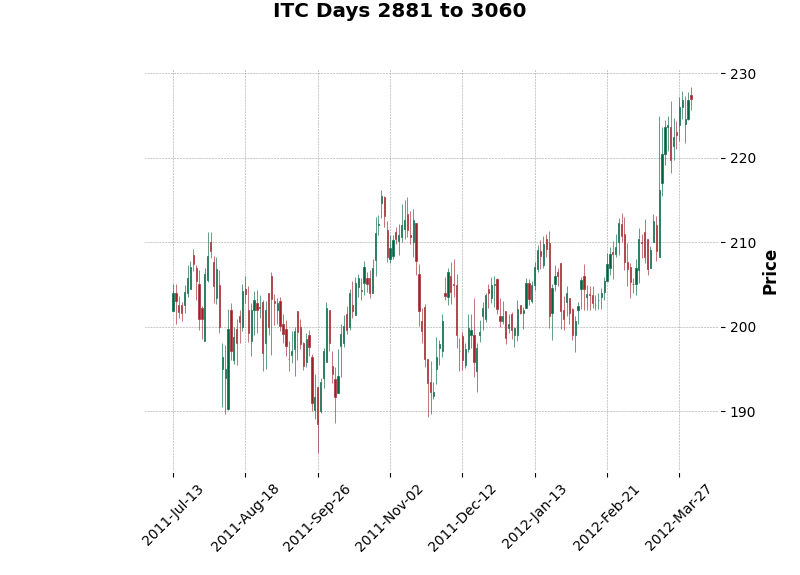 ITC Days 2881 to 3060
230
220
210
200
190
Price
2011-Jul-13
2011-Aug-18
2011-Sep-26
2011-Nov-02
2011-Dec-12
2012-Jan-13
2012-Feb-21
2012-Mar-27